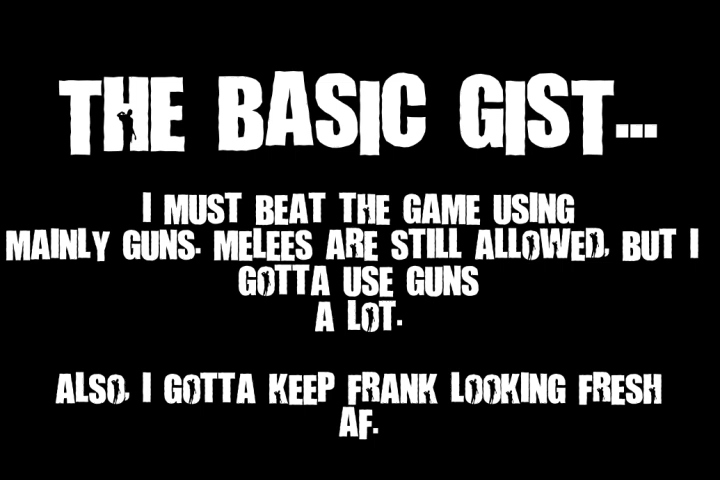 THE BASIC GIST...
I MUST BEAT THE GAME USING
MAINLY GUNS. MELEES ARE STILL ALLOWED, BUT I
GOTTA USE GUNS
A LOT.
ALSO, I GOTTA KEEP FRANK LOOKING FRESH
AF.